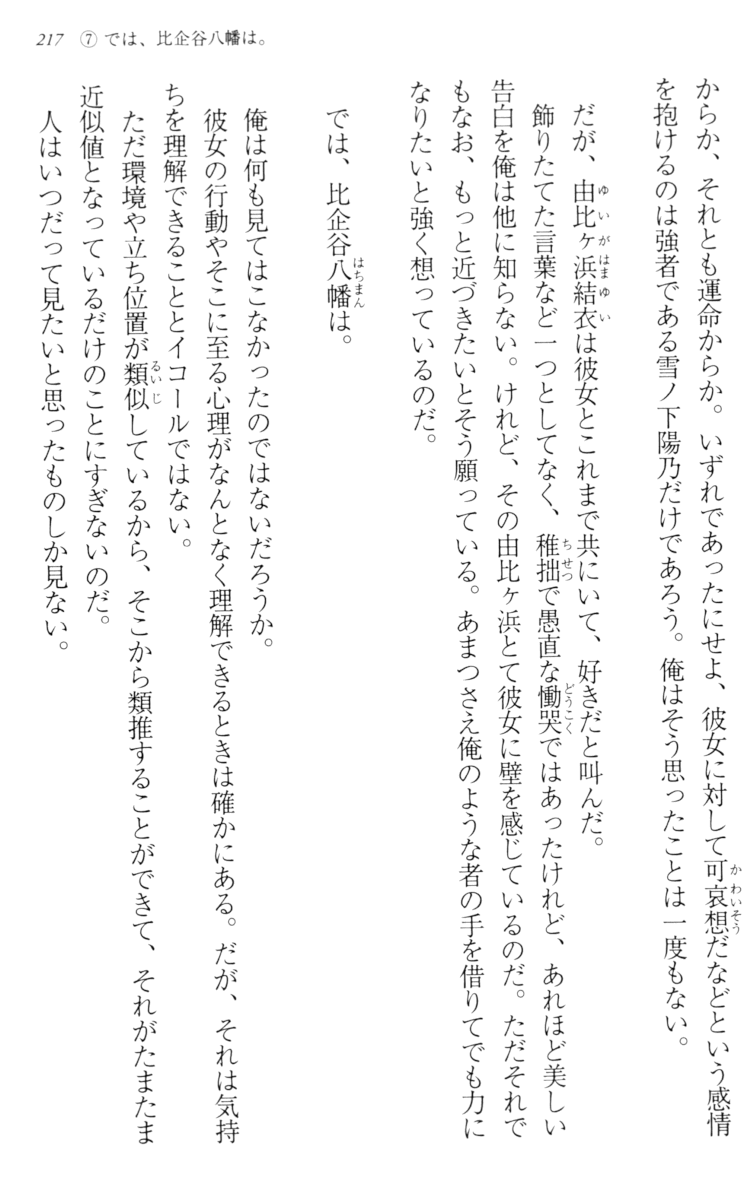 217　⑦ では、比企谷八幡は。
からか、それとも運命からか。いずれであったにせよ、彼女に対して可哀想だなどという感情
を抱けるのは強者である雪ノ下陽乃だけであろう。俺はそう思ったことは一度もない。
だが、由比ヶ浜結衣は彼女とこれまで共にいて、好きだと叫んだ。
飾りたてた言葉など一つとしてなく、稚拙で愚直な慟哭ではあったけれど、あれほど美しい
告白を俺は他に知らない。けれど、その由比ヶ浜とて彼女に壁を感じているのだ。ただそれで
もなお、もっと近づきたいとそう願っている。あまつさえ俺のような者の手を借りてでも力に
なりたいと強く想っているのだ。
では、比企谷八幡は。
俺は何も見てはこなかったのではないだろうか。
彼女の行動やそこに至る心理がなんとなく理解できるときは確かにある。だが、それは気持
ちを理解できることとイコールではない。
ただ環境や立ち位置が類似しているから、そこから類推することができて、それがたまたま
近似値となっているだけのことにすぎないのだ。
人はいつだって見たいと思ったものしか見ない。